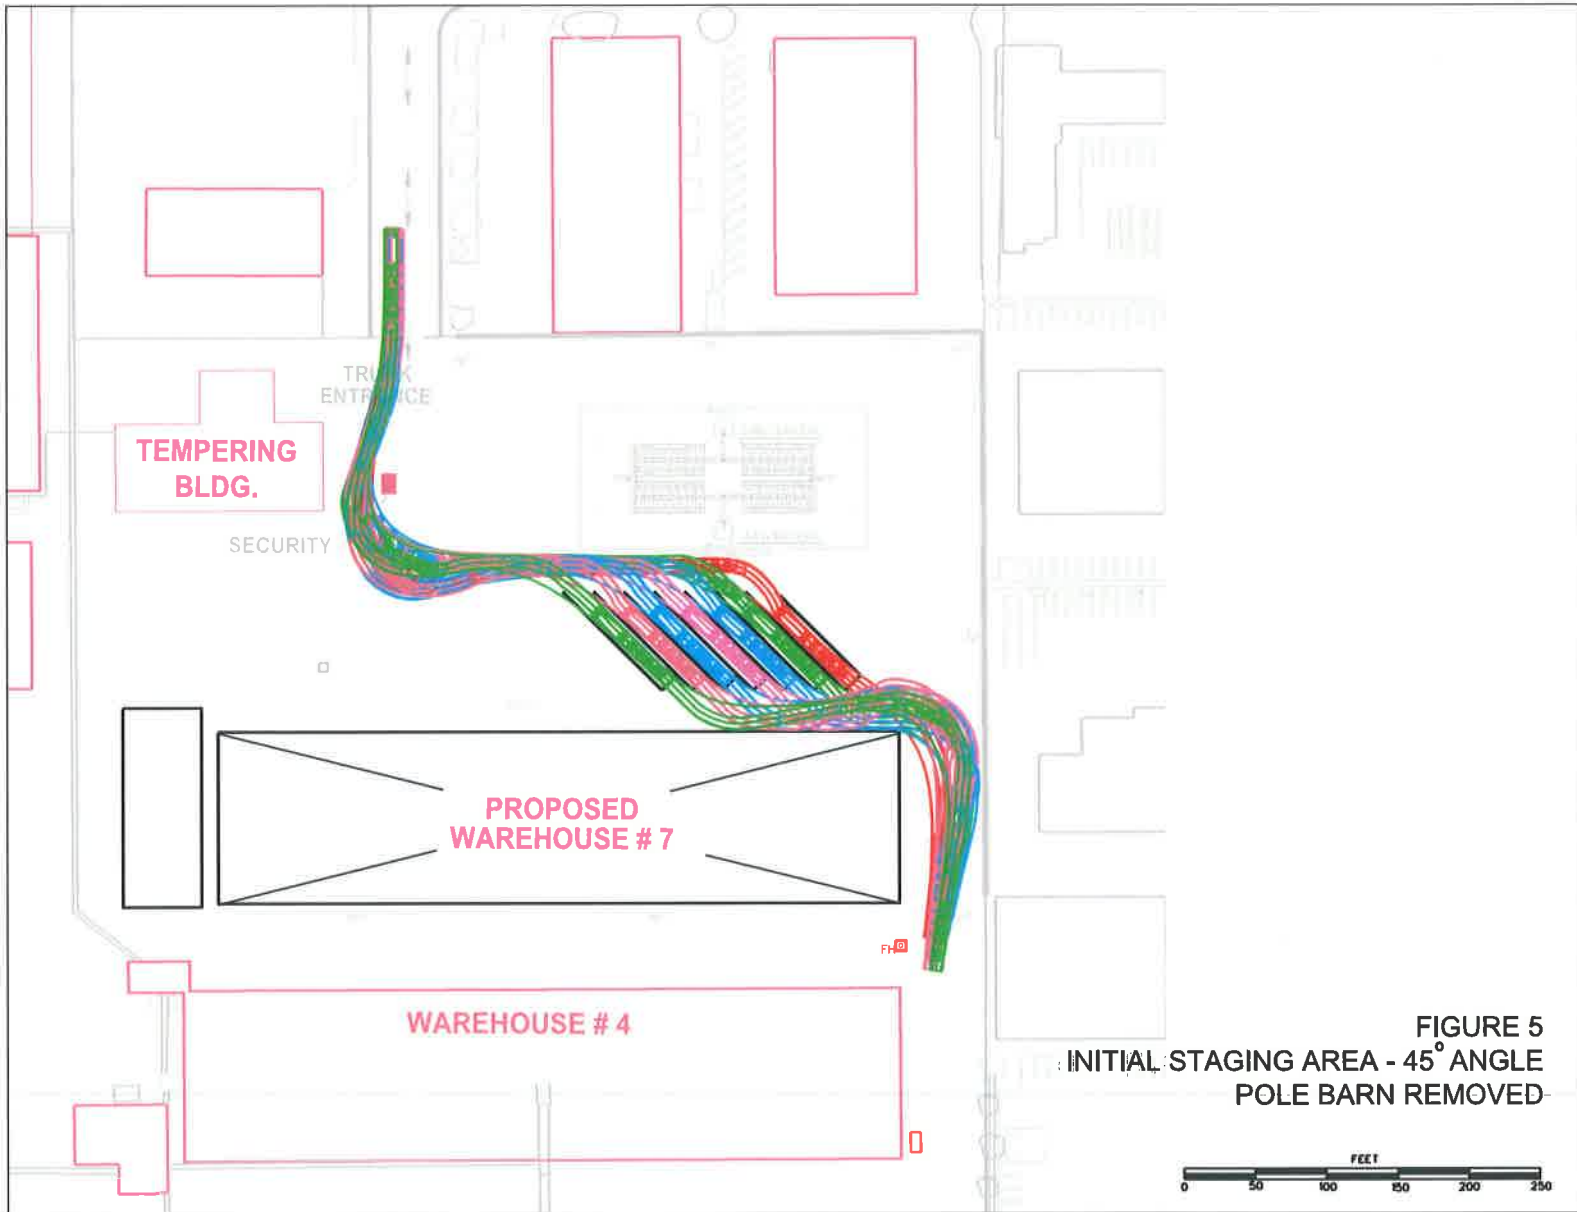 TRUCK
ENTRANCE
TEMPERING
BLDG.
SECURITY
PROPOSED
WAREHOUSE # 7
FH
WAREHOUSE # 4
FIGURE 5
INITIAL STAGING AREA - 45° ANGLE
POLE BARN REMOVED
FEET
0 50 100 150 200 250